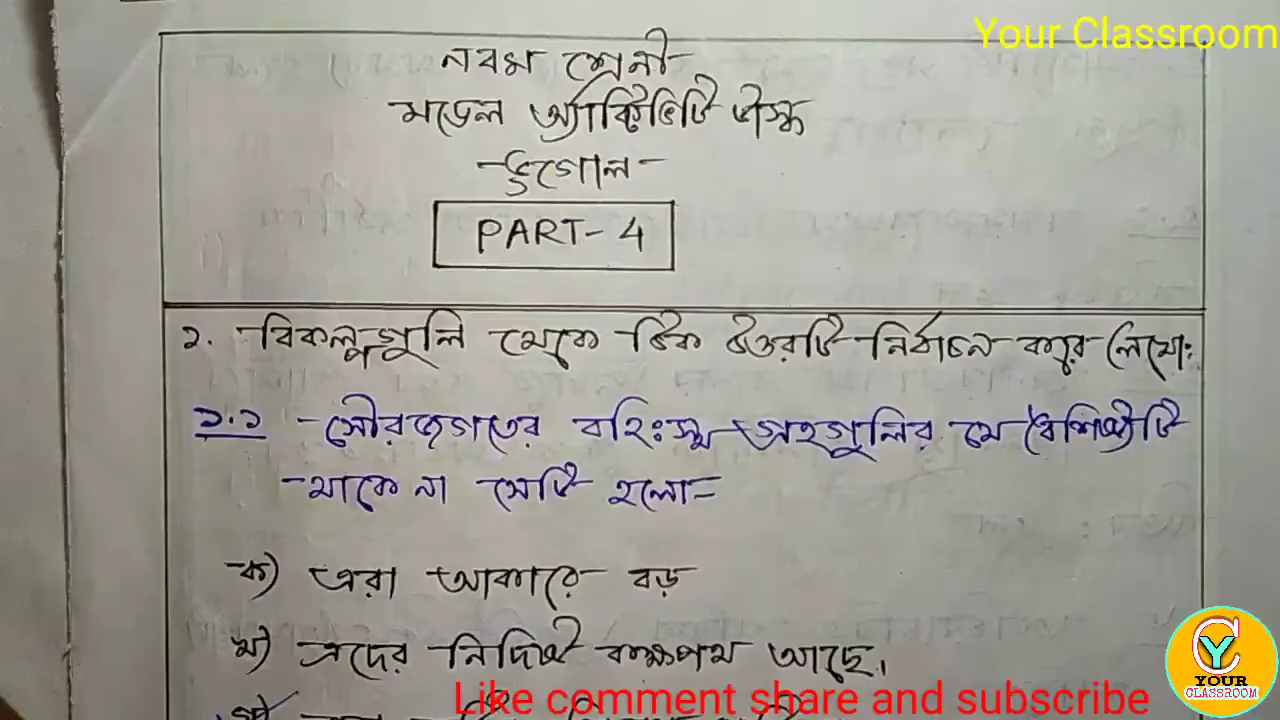 Your Classroom
নবম শ্রেণী
মডেল অ্যাক্টিভিটি টাস্ক
-ভূগোল-
PART-4
১. বিকল্পগুলি থেকে ঠিক উত্তরটি নির্বাচন করে লেখো:
১.১ সৌরজগতের বহিঃস্থ গ্রহগুলির যে বৈশিষ্ট্যটি
থাকে না সেটি হলো-
ক) এরা আকারে বড়
খ) এদের নির্দিষ্ট কক্ষপথ আছে।
গ)
Like comment share and subscribe
YOUR
CLASSROOM